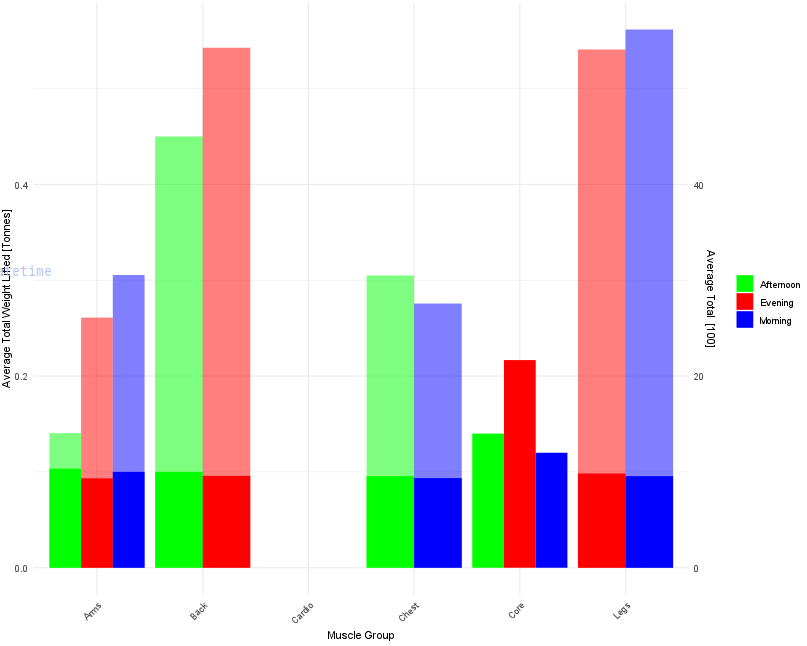 Average Total Weight Lifted [Tonnes]
0.4
0.2
0.0
40
20
0
Average Total [100]
Afternoon
Evening
Morning
Arms
Back
Cardio
Chest
Core
Legs
Muscle Group